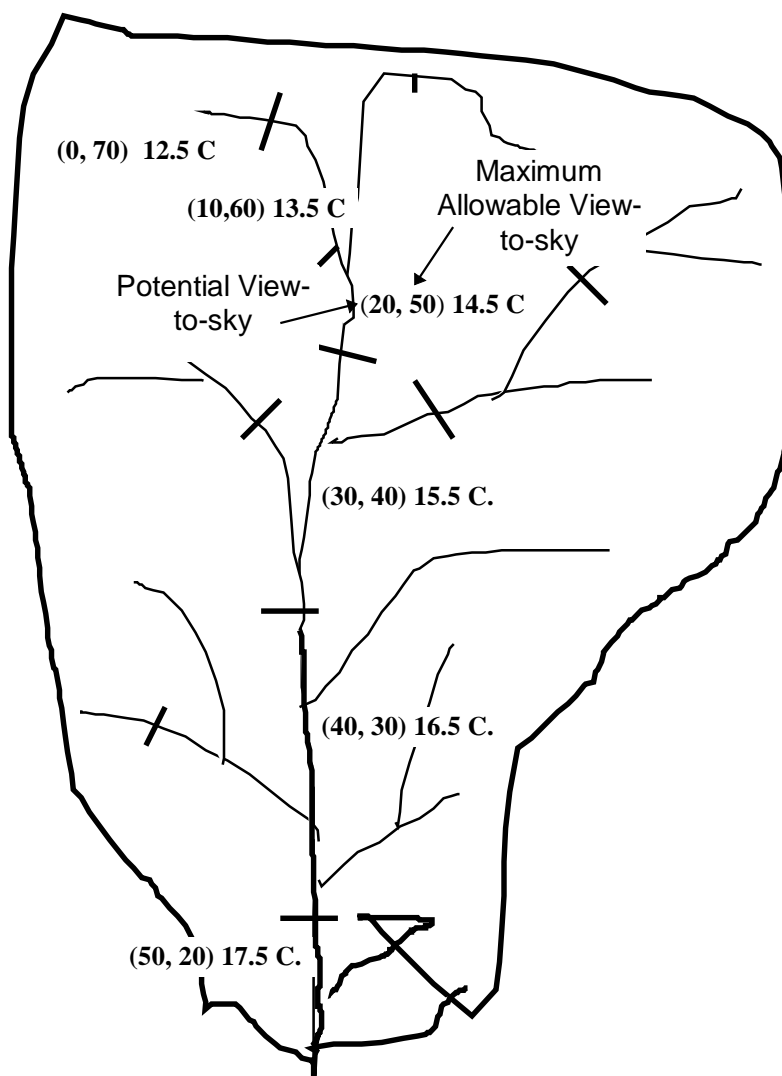 (0, 70) 12.5 C
Maximum
Allowable View-
to-sky
(10,60) 13.5 C
Potential View-
to-sky
(20, 50) 14.5 C
(30, 40) 15.5 C.
(40, 30) 16.5 C.
(50, 20) 17.5 C.